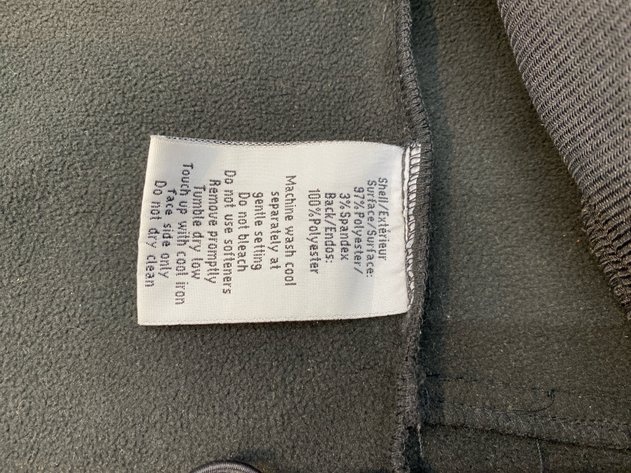 Shell/Extérieur
Surface/Surface:
97% Polyester/
3% Spandex
Back/Endos:
100% Polyester
Machine wash cool
separately at
gentle setting
Do not bleach
Do not use softeners
Remove promptly
Tumble dry low
Touch up with cool iron
face side only
Do not dry clean